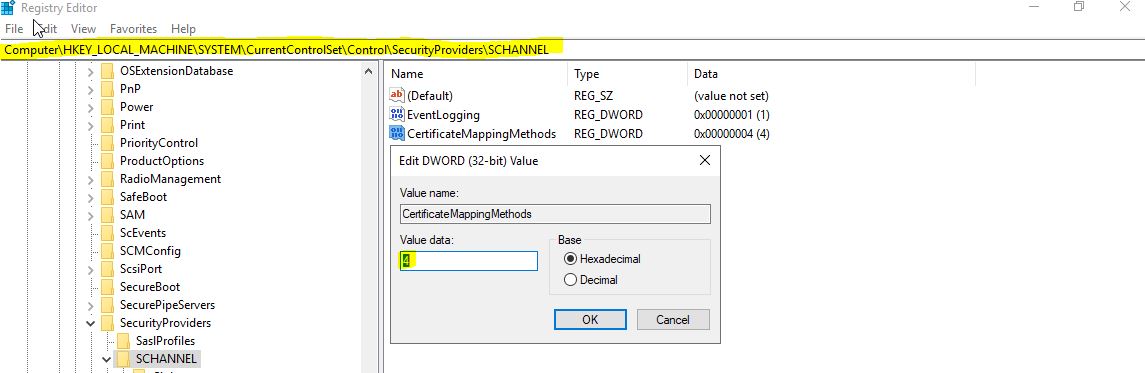 Registry Editor
File Edit View Favorites Help
Computer\HKEY_LOCAL_MACHINE\SYSTEM\CurrentControlSet\Control\SecurityProviders\SCHANNEL
OSExtensionDatabase
PnP
Power
Print
PriorityControl
ProductOptions
RadioManagement
SafeBoot
SAM
ScEvents
SCMConfig
ScsiPort
SecureBoot
SecurePipeServers
SecurityProviders
SaslProfiles
SCHANNEL
Name Type Data
(Default) REG_SZ (value not set)
EventLogging REG_DWORD 0x00000001 (1)
CertificateMappingMethods REG_DWORD 0x00000004 (4)
Edit DWORD (32-bit) Value
Value name:
CertificateMappingMethods
Value data:
4
Base
Hexadecimal
Decimal
OK Cancel